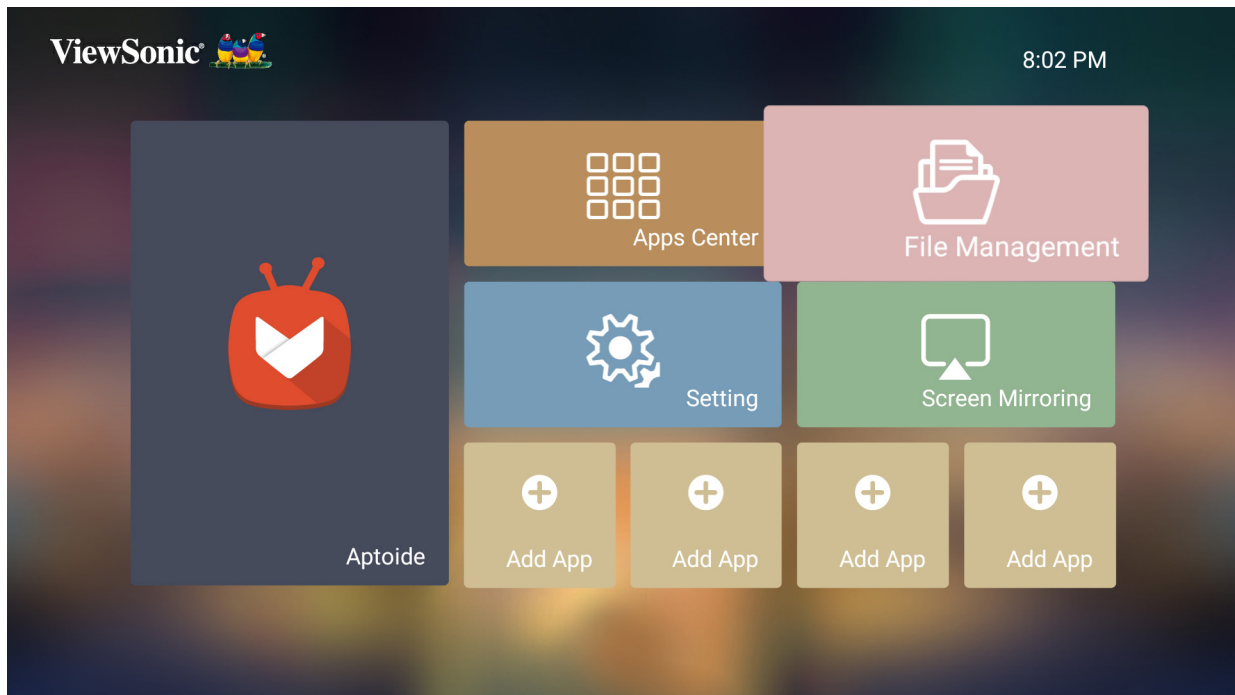 ViewSonic®
8:02 PM
Apps Center
File Management
Setting
Screen Mirroring
Aptoide
Add App
Add App
Add App
Add App